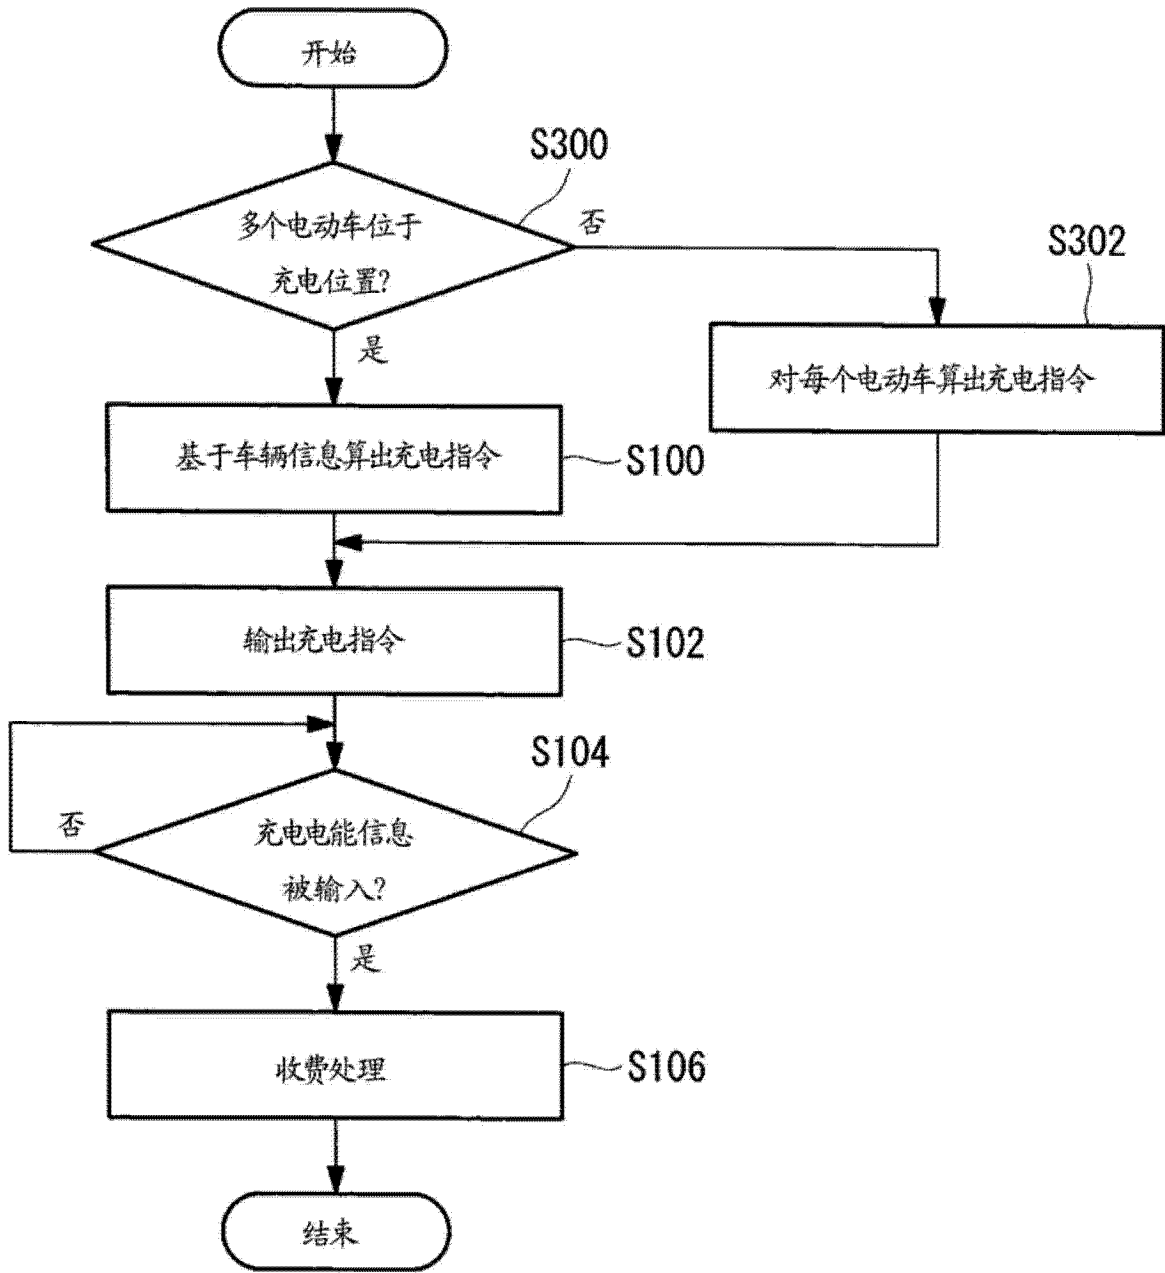 开始
S300
多个电动车位于
充电位置?
否
是
S302
对每个电动车算出充电指令
基于车辆信息算出充电指令
S100
输出充电指令
S102
S104
充电电能信息
被输入?
否
是
收费处理
S106
结束